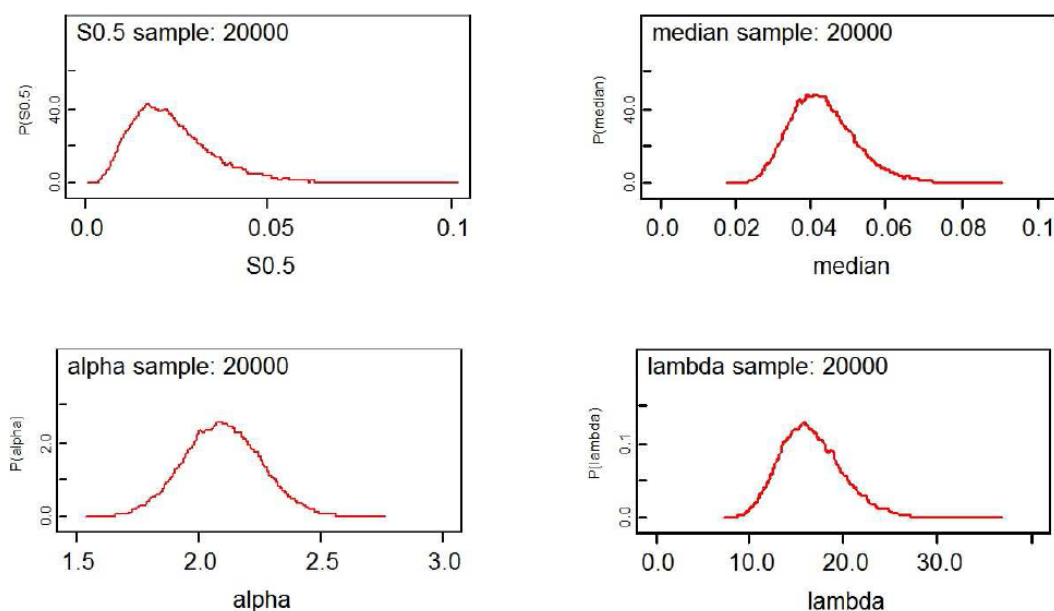 S0.5 sample: 20000
P(S0.5)
40.0
0.0
0.0 0.05 0.1
S0.5
median sample: 20000
P(median)
40.0
0.0
0.0 0.02 0.04 0.06 0.08 0.1
median
alpha sample: 20000
P(alpha)
2.0
0.0
1.5 2.0 2.5 3.0
alpha
lambda sample: 20000
P(lambda)
0.1
0.0
0.0 10.0 20.0 30.0
lambda